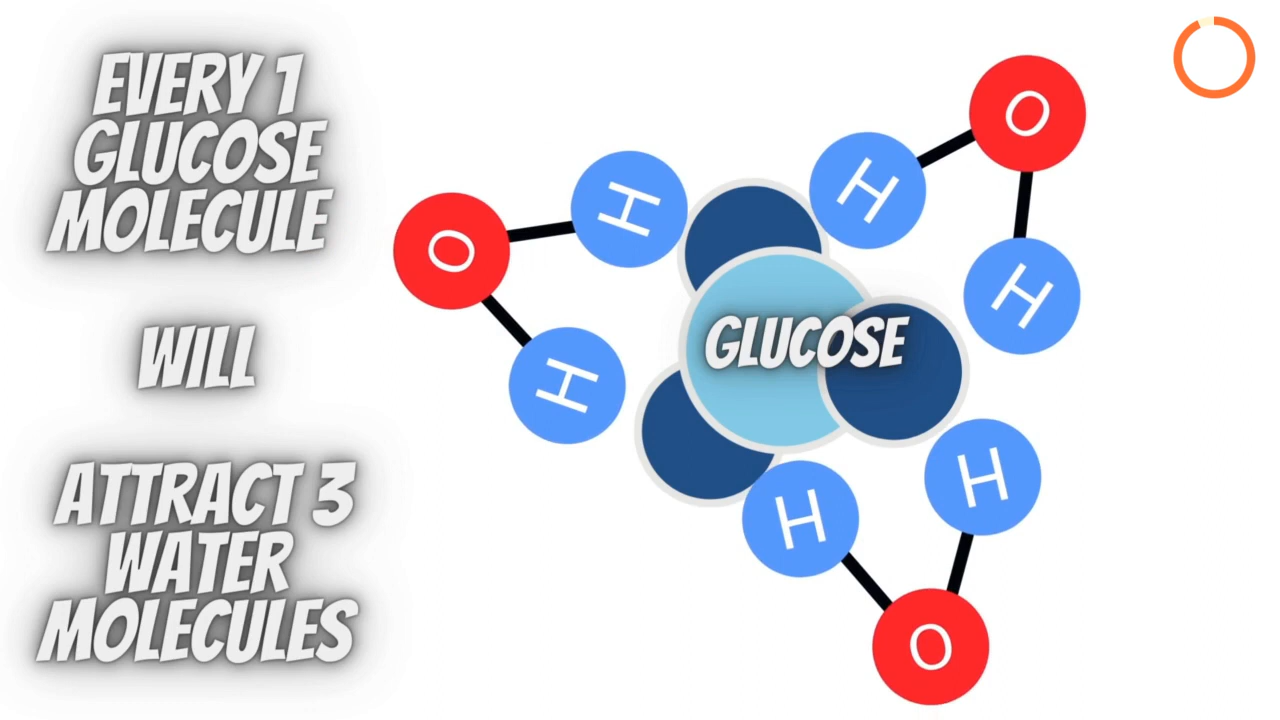 EVERY 1
GLUCOSE
MOLECULE
WILL
ATTRACT 3
WATER
MOLECULES
O
H
H
H
O
H
GLUCOSE
H
H
O